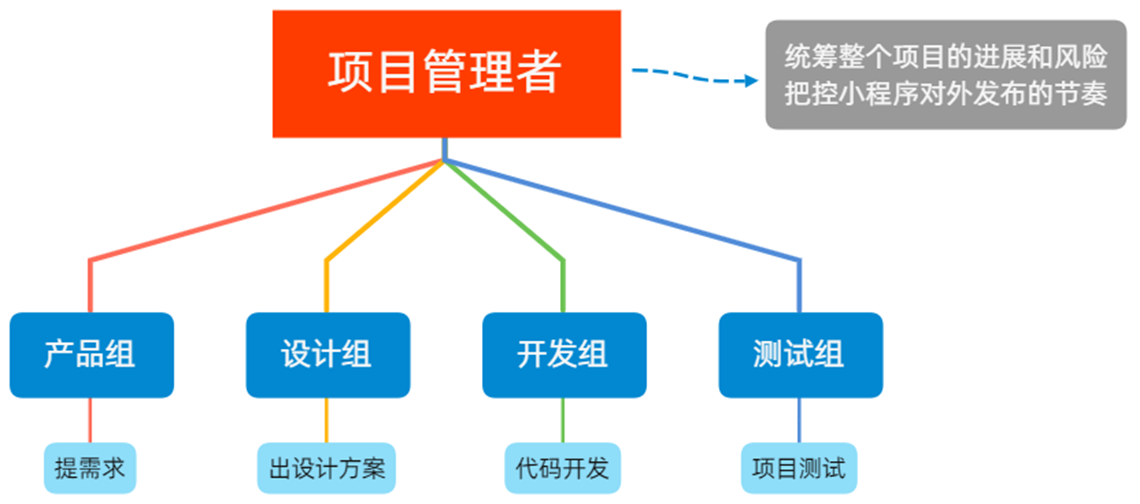 项目管理者
统筹整个项目的进展和风险
把控小程序对外发布的节奏
产品组
设计组
开发组
测试组
提需求
出设计方案
代码开发
项目测试